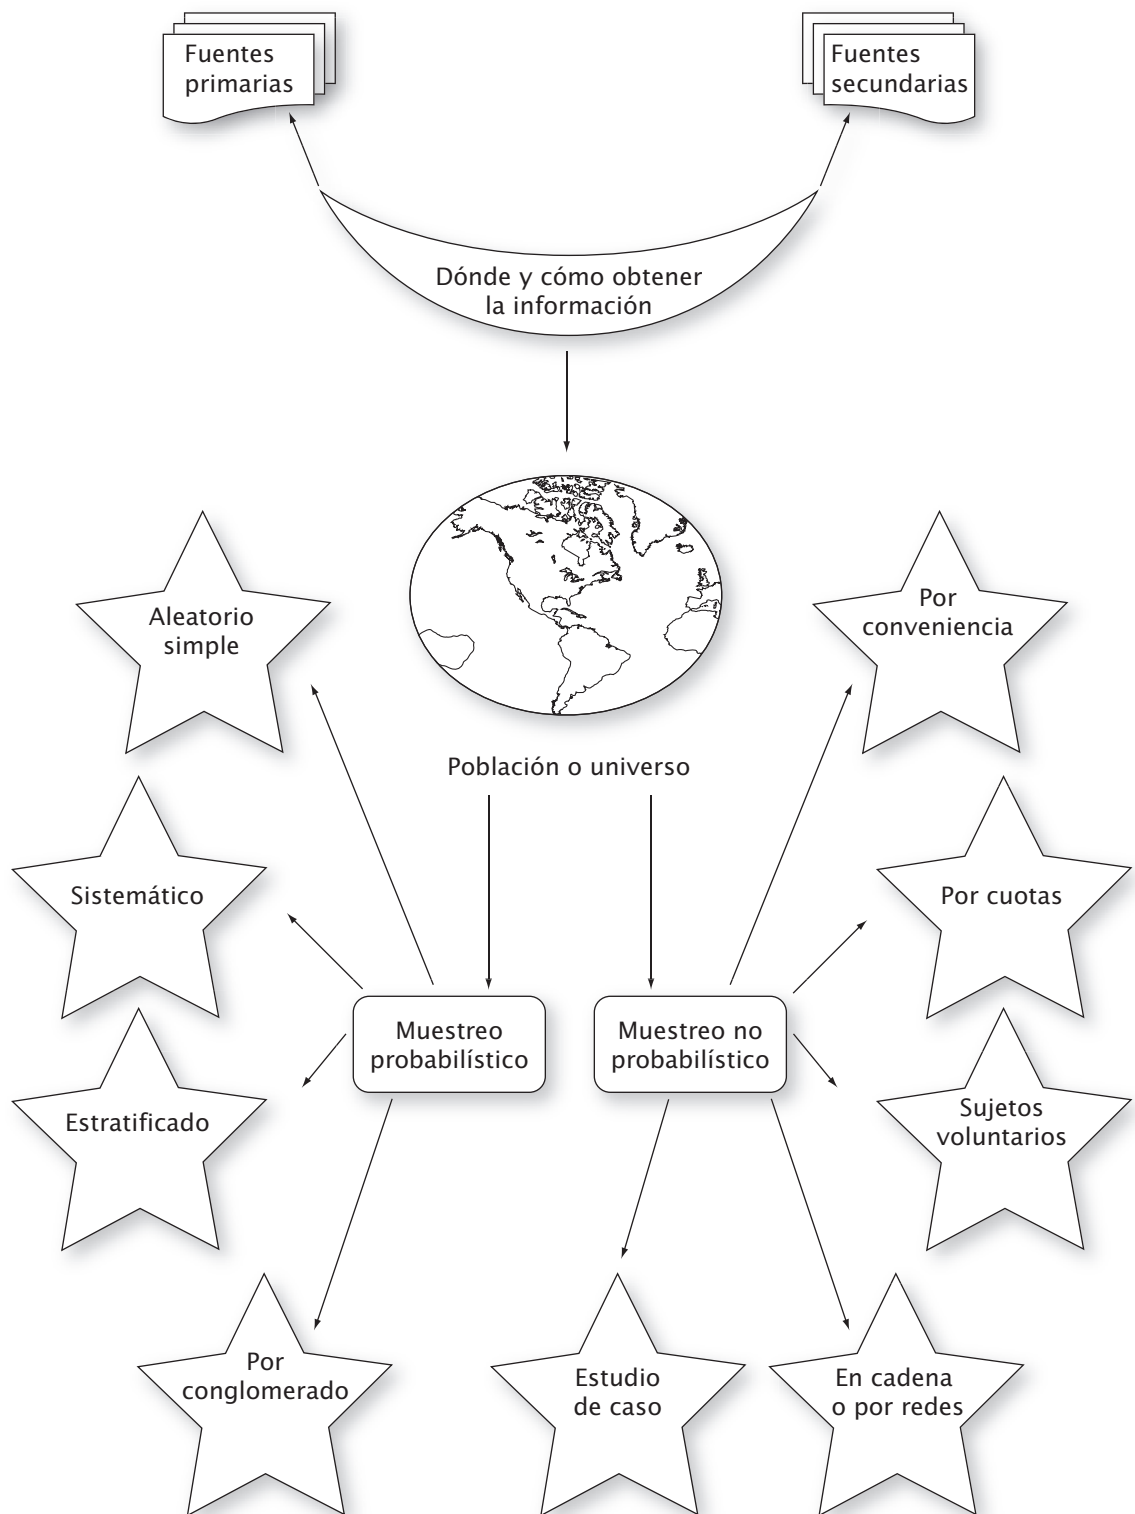 Fuentes
primarias
Fuentes
secundarias
Dónde y cómo obtener
la información
Aleatorio
simple
Por
conveniencia
Población o universo
Sistemático
Por cuotas
Muestreo
probabilístico
Muestreo no
probabilístico
Estratificado
Sujetos
voluntarios
Por
conglomerado
Estudio
de caso
En cadena
o por redes